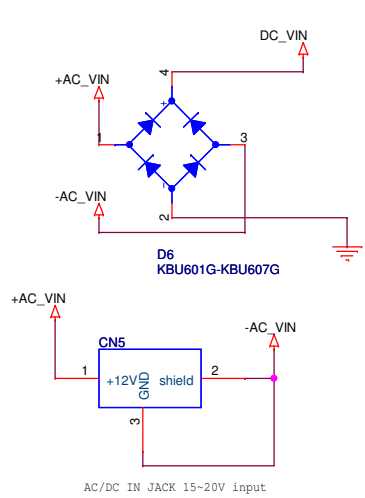 DC_VIN
4
+AC_VIN
+
1
3
-AC_VIN
-
2
D6
KBU601G-KBU607G
+AC_VIN
-AC_VIN
CN5
1
+12V
GND
shield
2
3
AC/DC IN JACK 15~20V input